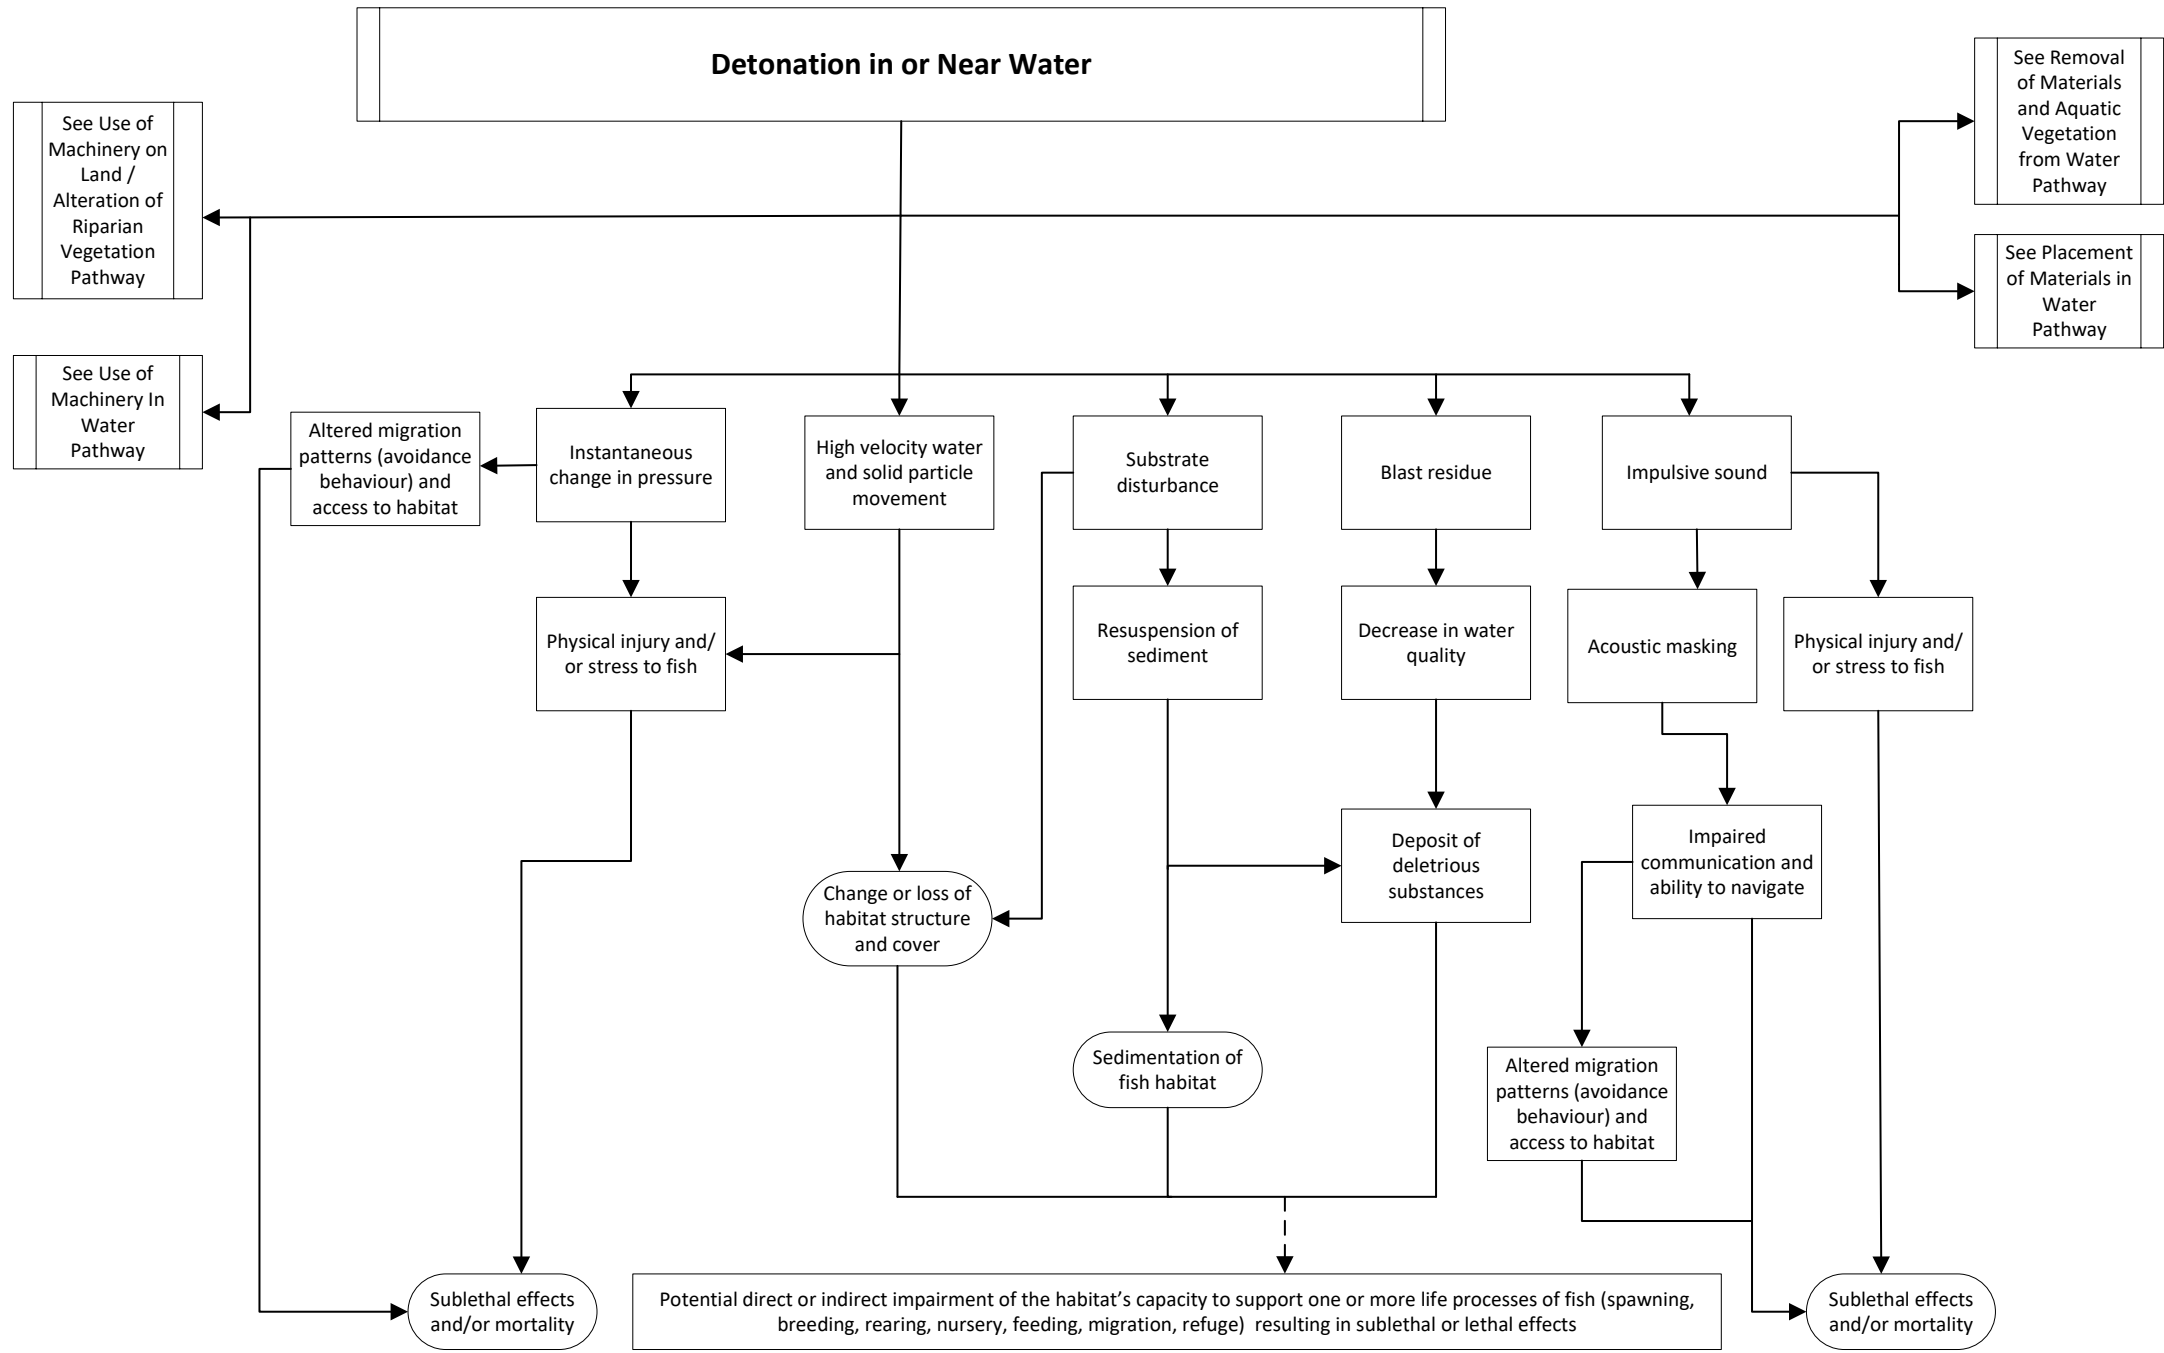 Detonation in or Near Water
See Use of
Machinery on
Land /
Alteration of
Riparian
Vegetation
Pathway
See Removal
of Materials
and Aquatic
Vegetation
from Water
Pathway
See Placement
of Materials in
Water
Pathway
See Use of
Machinery In
Water
Pathway
Altered migration
patterns (avoidance
behaviour) and
access to habitat
Instantaneous
change in pressure
High velocity water
and solid particle
movement
Substrate
disturbance
Blast residue
Impulsive sound
Physical injury and/
or stress to fish
Resuspension of
sediment
Decrease in water
quality
Acoustic masking
Physical injury and/
or stress to fish
Change or loss of
habitat structure
and cover
Deposit of
deletrious
substances
Impaired
communication and
ability to navigate
Sedimentation of
fish habitat
Altered migration
patterns (avoidance
behaviour) and
access to habitat
Sublethal effects
and/or mortality
Potential direct or indirect impairment of the habitat’s capacity to support one or more life processes of fish (spawning,
breeding, rearing, nursery, feeding, migration, refuge) resulting in sublethal or lethal effects
Sublethal effects
and/or mortality